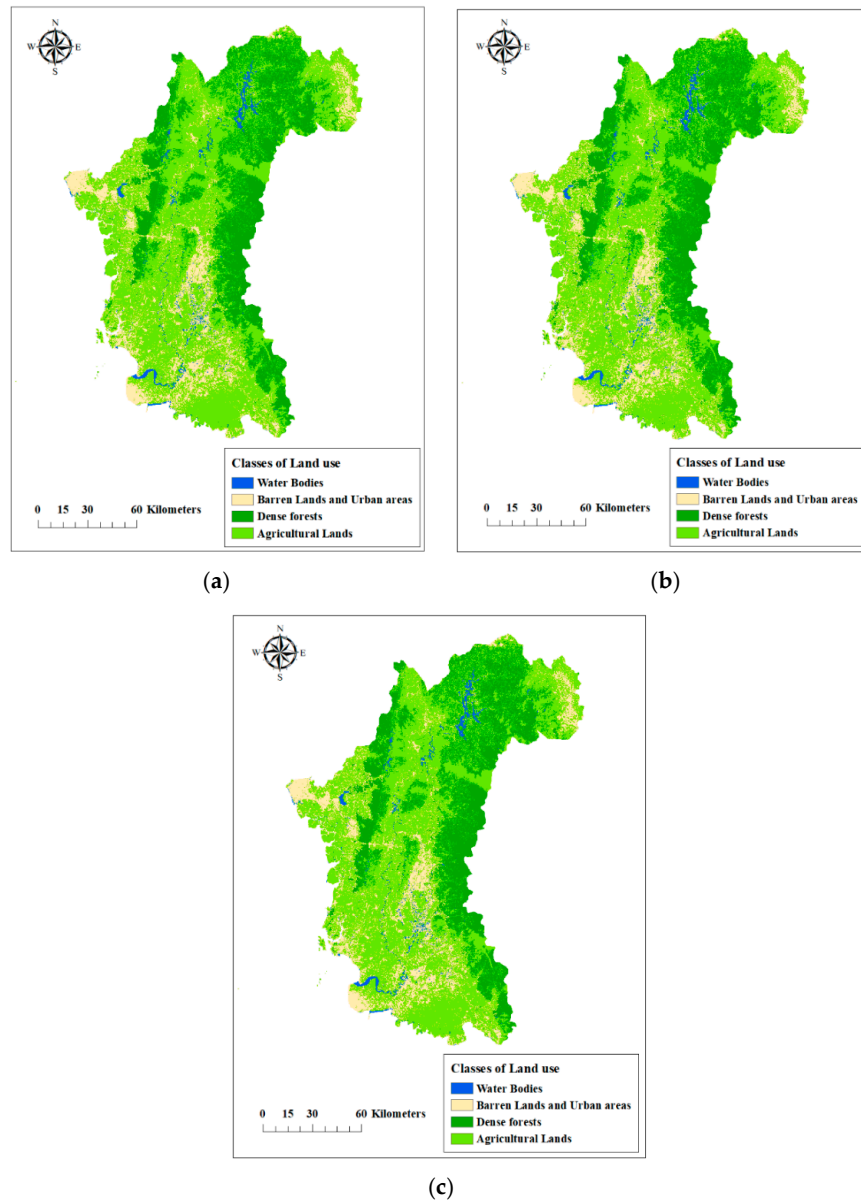 N
W E
S
Classes of Land use
Water Bodies
Barren Lands and Urban areas
Dense forests
Agricultural Lands
0 15 30 60 Kilometers
(a)
N
W E
S
Classes of Land use
Water Bodies
Barren Lands and Urban areas
Dense forests
Agricultural Lands
0 15 30 60 Kilometers
(b)
N
W E
S
Classes of Land use
Water Bodies
Barren Lands and Urban areas
Dense forests
Agricultural Lands
0 15 30 60 Kilometers
(c)